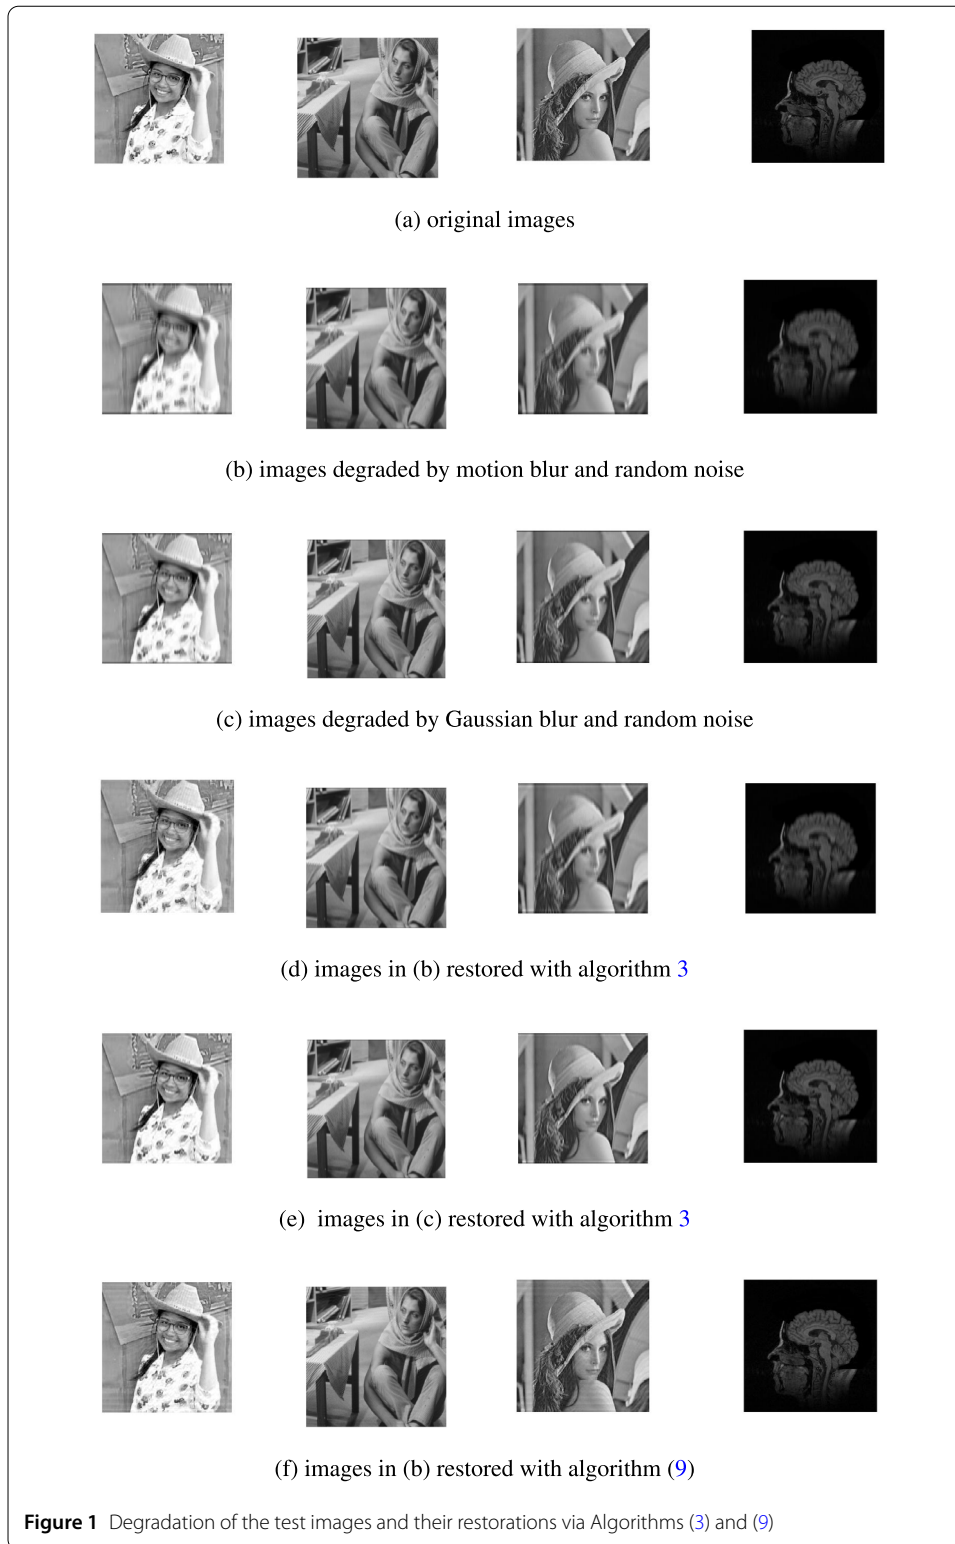 (a) original images
(b) images degraded by motion blur and random noise
(c) images degraded by Gaussian blur and random noise
(d) images in (b) restored with algorithm 3
(e) images in (c) restored with algorithm 3
(f) images in (b) restored with algorithm (9)
Figure 1 Degradation of the test images and their restorations via Algorithms (3) and (9)